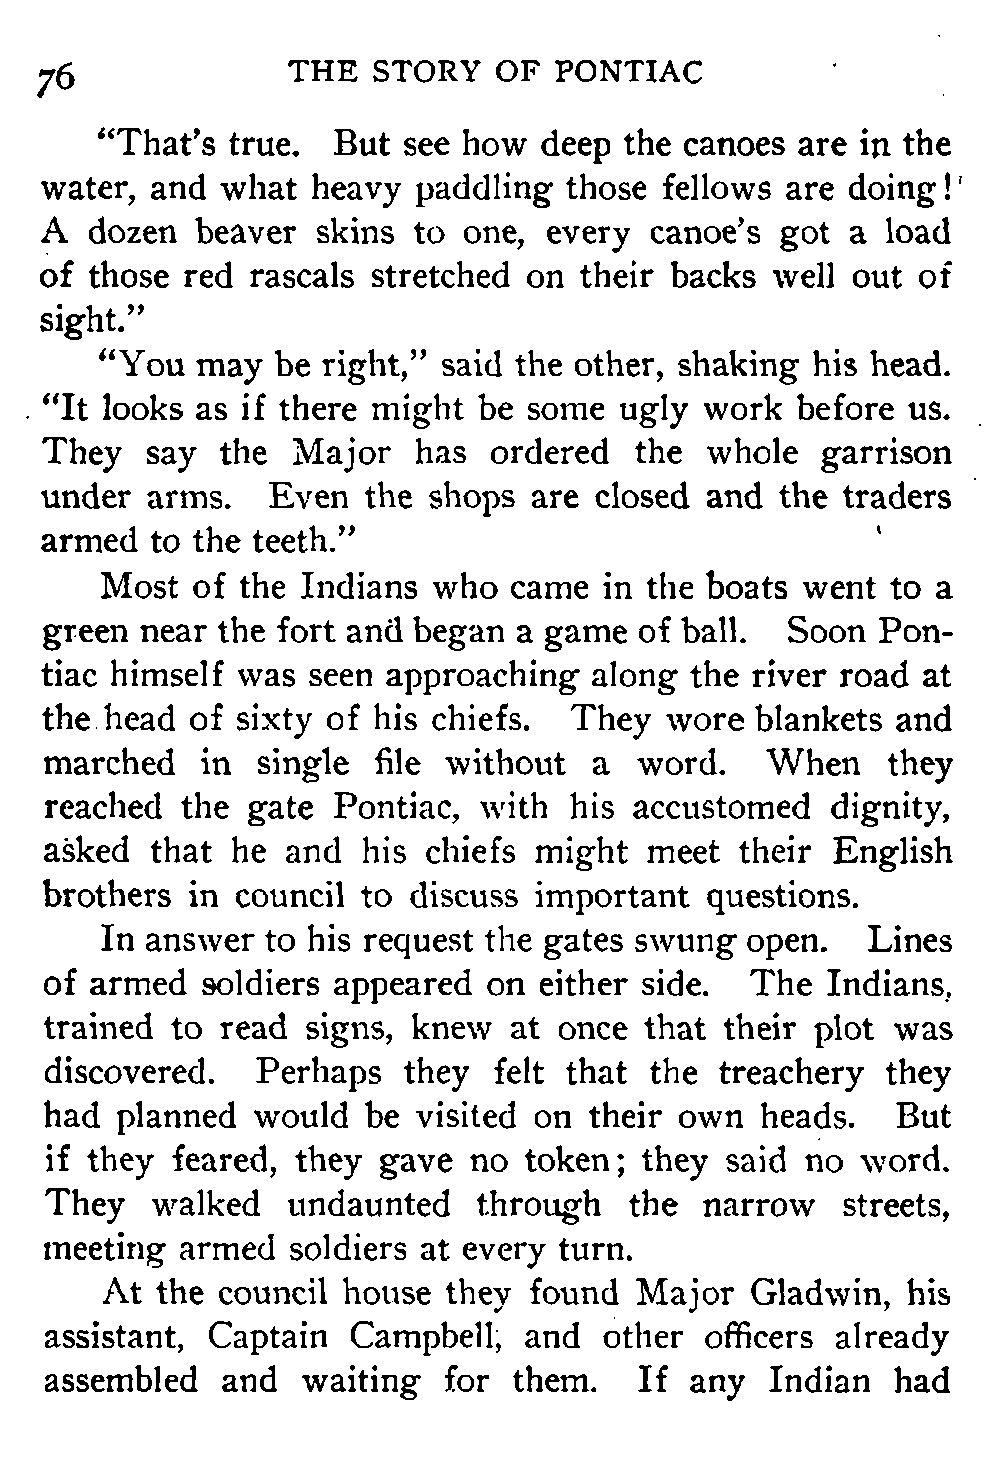 76 THE STORY OF PONTIAC
“That’s true. But see how deep the canoes are in the
water, and what heavy paddling those fellows are doing!
A dozen beaver skins to one, every canoe’s got a load
of those red rascals stretched on their backs well out of
sight.”
“You may be right,” said the other, shaking his head.
“It looks as if there might be some ugly work before us.
They say the Major has ordered the whole garrison
under arms. Even the shops are closed and the traders
armed to the teeth.”
Most of the Indians who came in the boats went to a
green near the fort and began a game of ball. Soon Pon-
tiac himself was seen approaching along the river road at
the head of sixty of his chiefs. They wore blankets and
marched in single file without a word. When they
reached the gate Pontiac, with his accustomed dignity,
asked that he and his chiefs might meet their English
brothers in council to discuss important questions.
In answer to his request the gates swung open. Lines
of armed soldiers appeared on either side. The Indians,
trained to read signs, knew at once that their plot was
discovered. Perhaps they felt that the treachery they
had planned would be visited on their own heads. But
if they feared, they gave no token; they said no word.
They walked undaunted through the narrow streets,
meeting armed soldiers at every turn.
At the council house they found Major Gladwin, his
assistant, Captain Campbell, and other officers already
assembled and waiting for them. If any Indian had